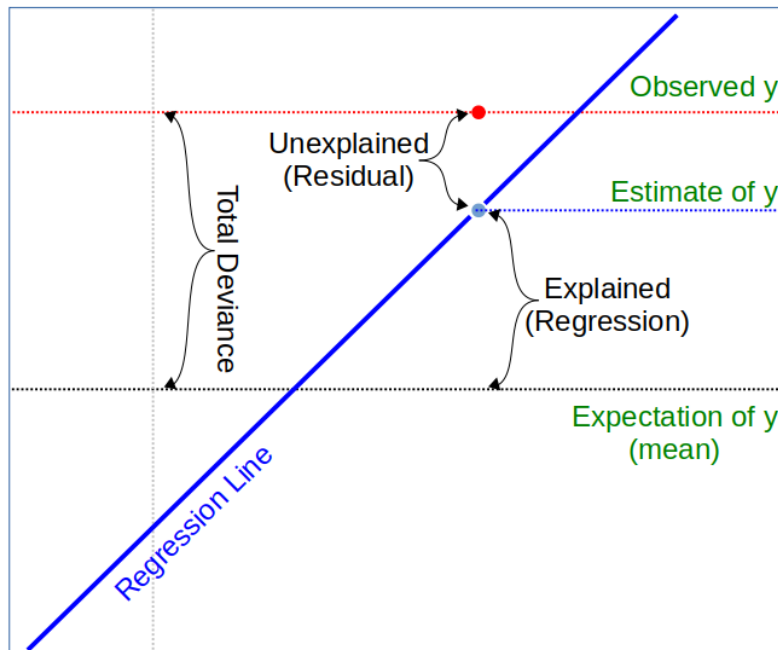 Observed y
Unexplained
(Residual)
Estimate of y
Total Deviance
Explained
(Regression)
Expectation of y
(mean)
Regression Line